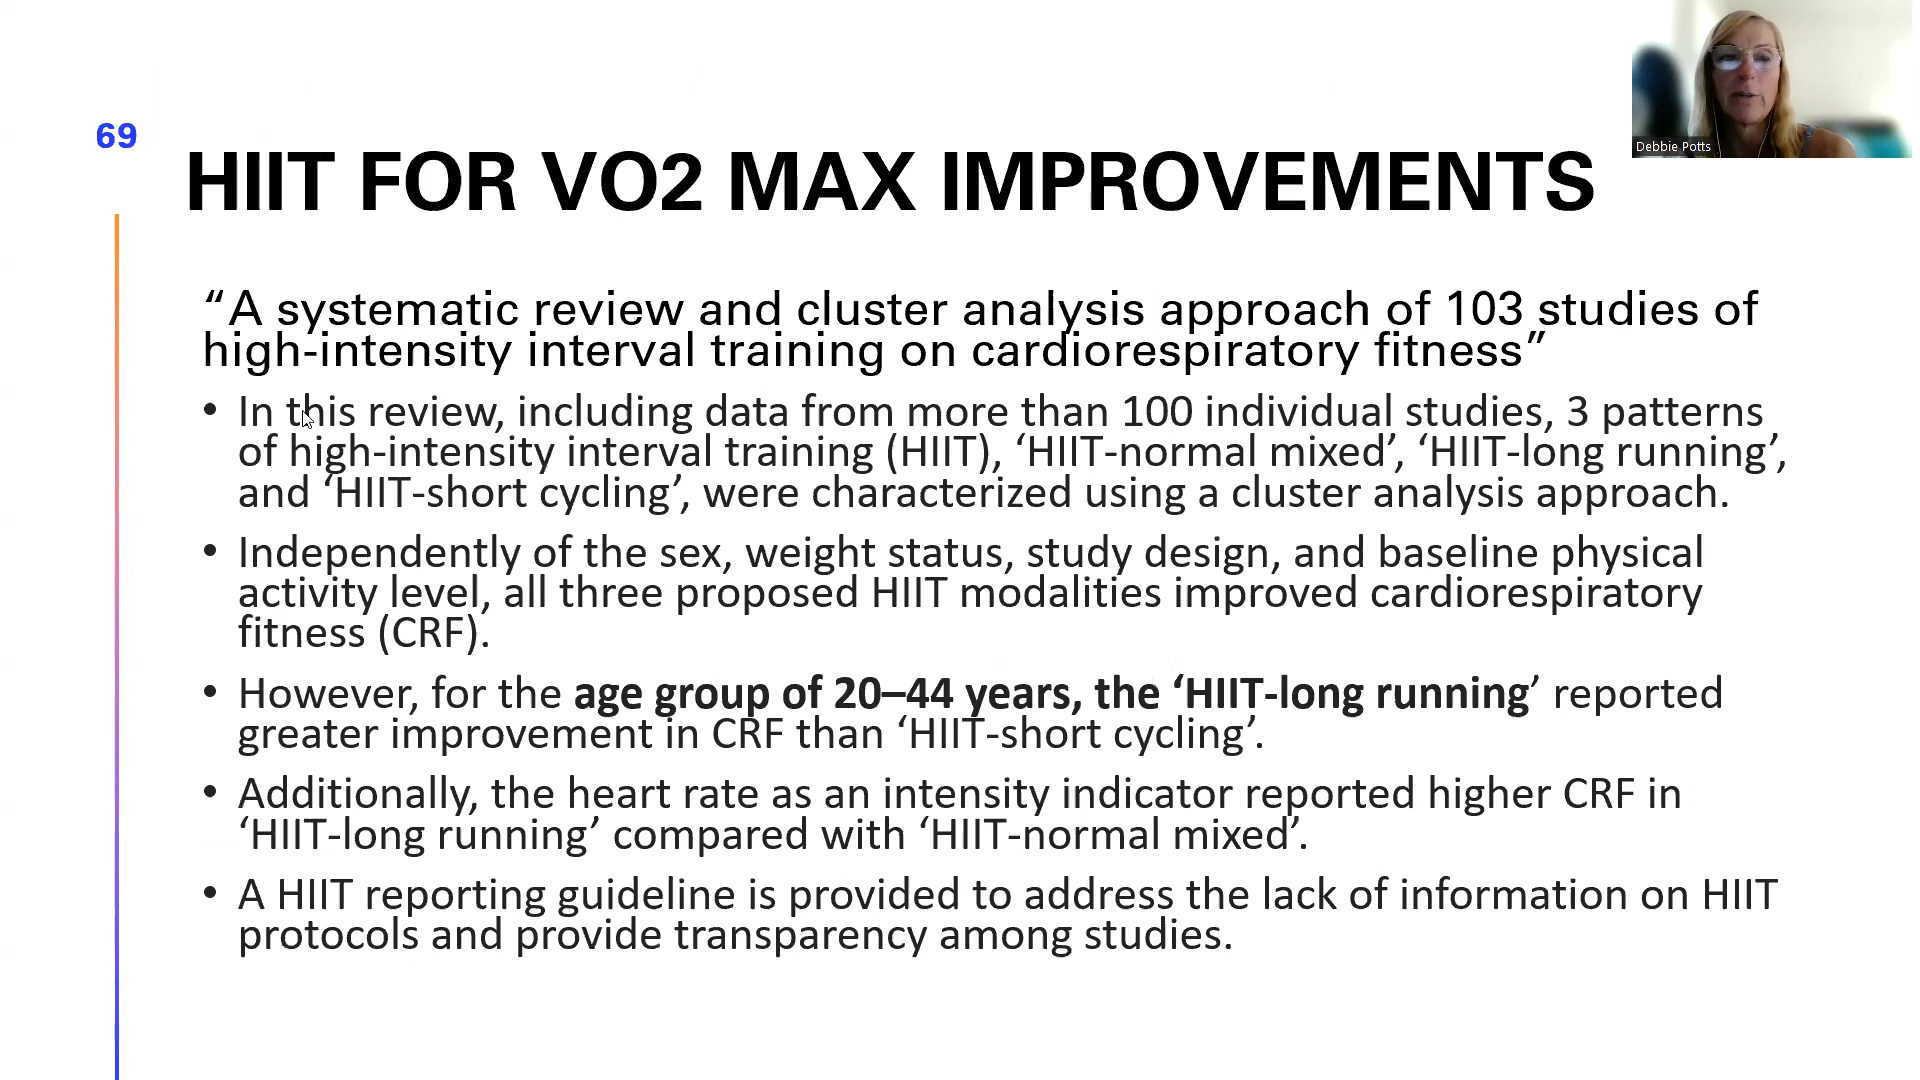 Debbie Potts
69
HIIT FOR VO2 MAX IMPROVEMENTS
“A systematic review and cluster analysis approach of 103 studies of
high-intensity interval training on cardiorespiratory fitness”
• In this review, including data from more than 100 individual studies, 3 patterns
of high-intensity interval training (HIIT), ‘HIIT-normal mixed’, ‘HIIT-long running’,
and ‘HIIT-short cycling’, were characterized using a cluster analysis approach.
• Independently of the sex, weight status, study design, and baseline physical
activity level, all three proposed HIIT modalities improved cardiorespiratory
fitness (CRF).
• However, for the age group of 20–44 years, the ‘HIIT-long running’ reported
greater improvement in CRF than ‘HIIT-short cycling’.
• Additionally, the heart rate as an intensity indicator reported higher CRF in
‘HIIT-long running’ compared with ‘HIIT-normal mixed’.
• A HIIT reporting guideline is provided to address the lack of information on HIIT
protocols and provide transparency among studies.